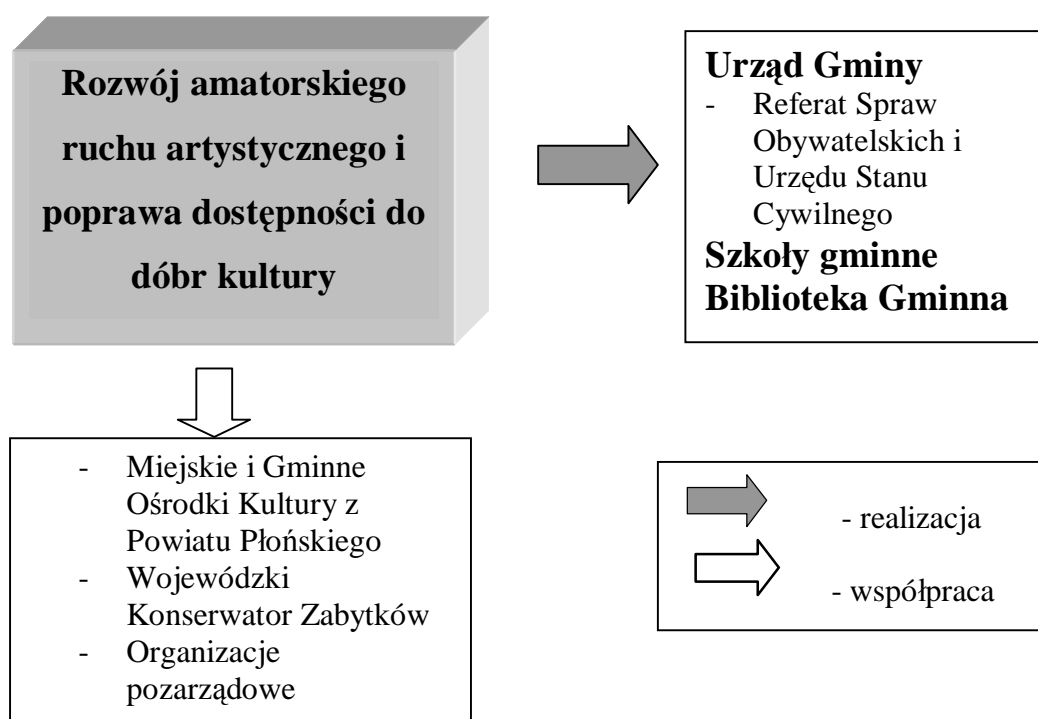 Rozwój amatorskiego
ruchu artystycznego i
poprawa dostępności do
dóbr kultury
Urząd Gminy
- Referat Spraw
Obywatelskich i
Urzędu Stanu
Cywilnego
Szkoły gminne
Biblioteka Gminna
- Miejskie i Gminne
Ośrodki Kultury z
Powiatu Płońskiego
- Wojewódzki
Konserwator Zabytków
- Organizacje
pozarządowe
- realizacja
- współpraca